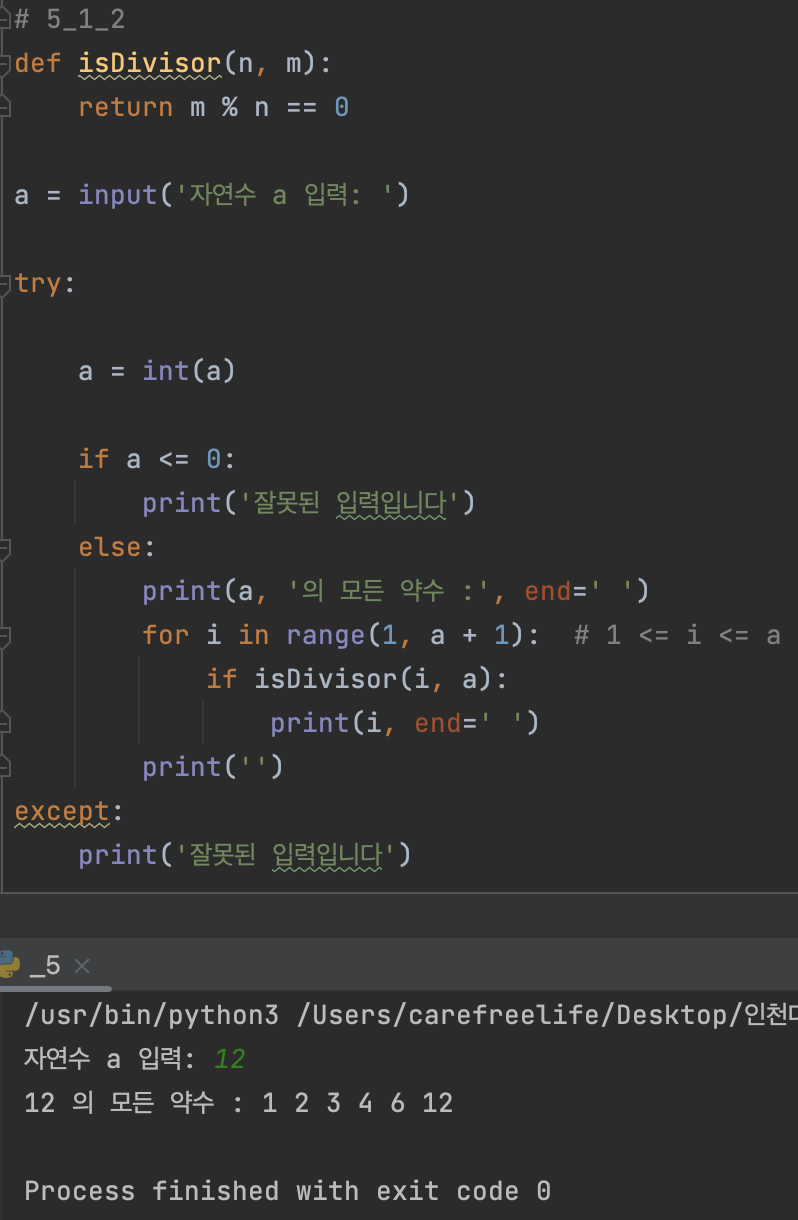 # 5_1_2
def isDivisor(n, m):
    return m % n == 0
a = input('자연수 a 입력: ')
try:
    a = int(a)
    if a <= 0:
        print('잘못된 입력입니다')
    else:
        print(a, '의 모든 약수 :', end=' ')
        for i in range(1, a + 1):  # 1 <= i <= a
            if isDivisor(i, a):
                print(i, end=' ')
        print('')
except:
    print('잘못된 입력입니다')
_5
/usr/bin/python3 /Users/carefreelife/Desktop/인천
자연수 a 입력: 12
12 의 모든 약수 : 1 2 3 4 6 12
Process finished with exit code 0